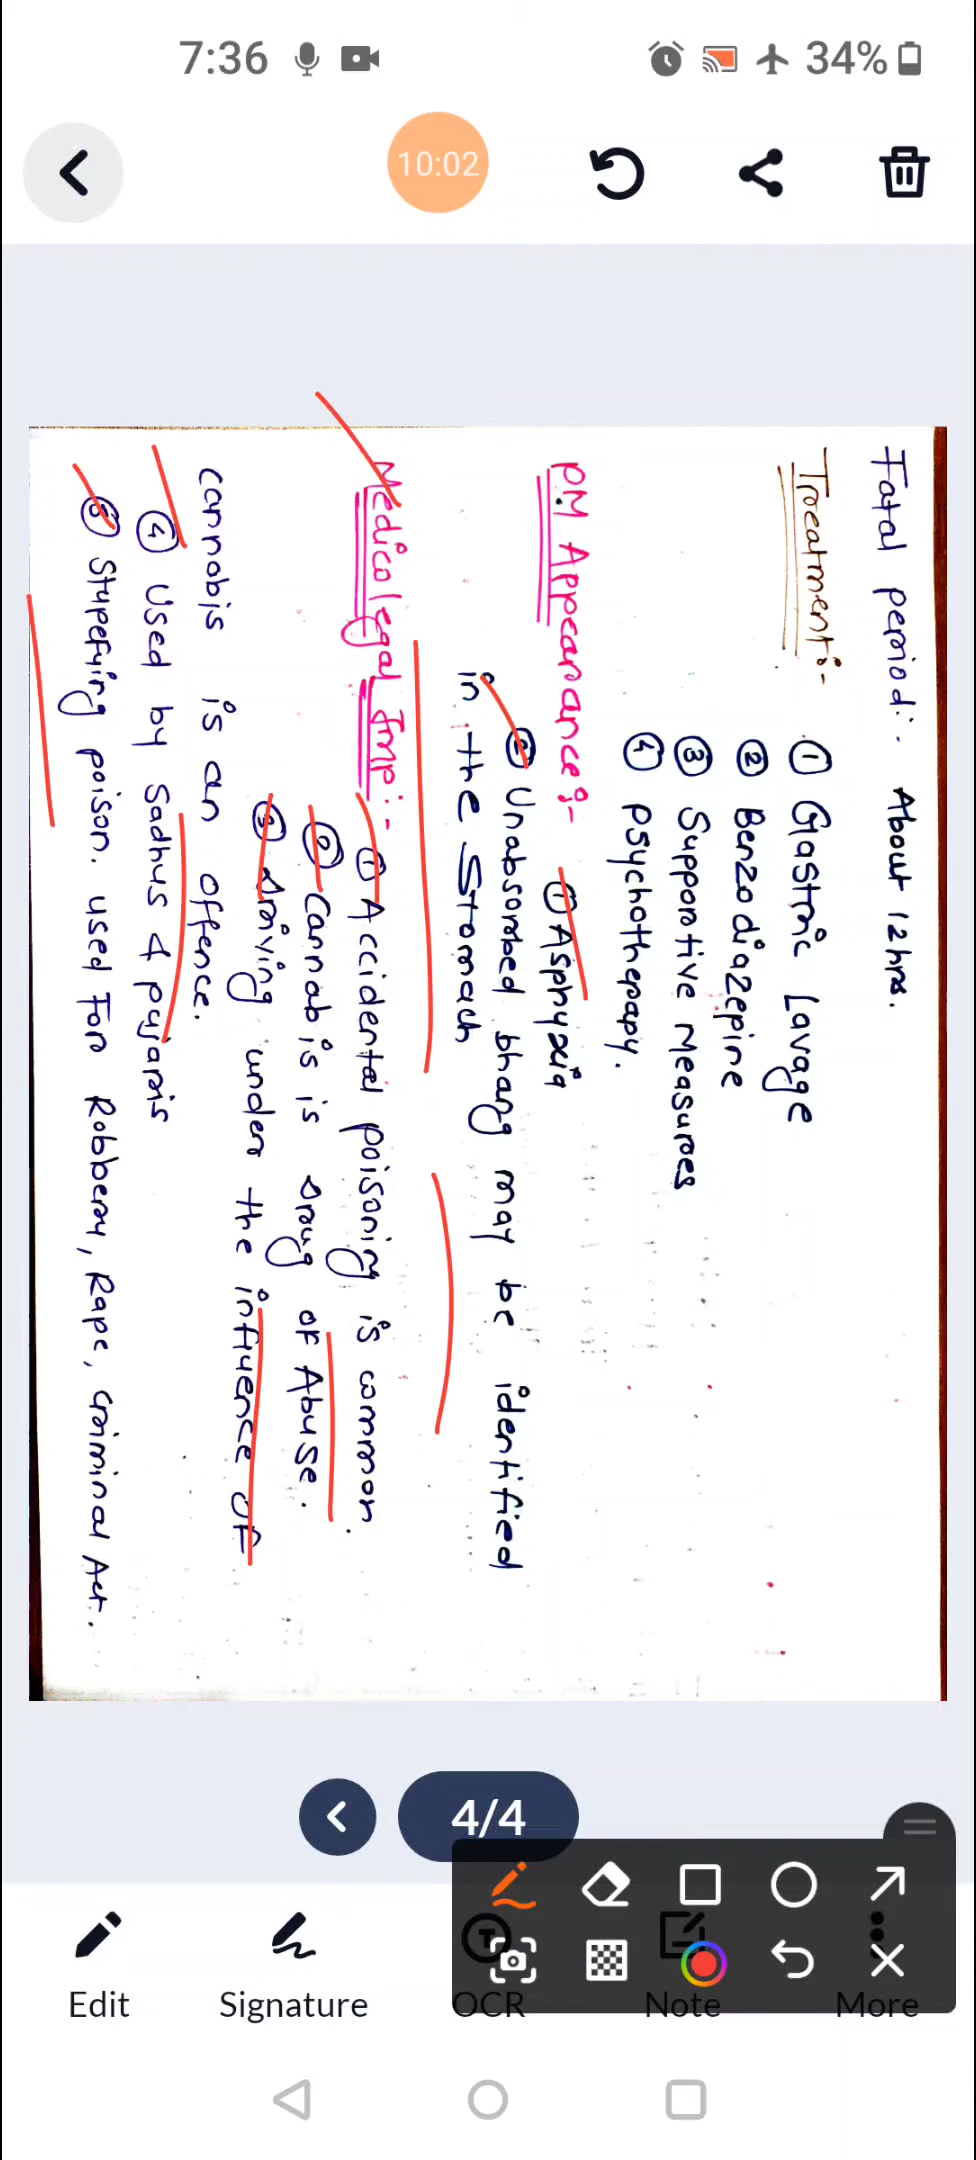 7:36 34%
10:02
Fatal period:- About 12hrs.
Treatment:-
① Gastric Lavage
② Benzodiazepine
③ Supportive Measures
④ Psychotherapy.
PM Appearance:- ① Asphyxia
② Unabsorbed bhang may be identified
in the Stomach
Medicolegal Imp:- ① Accidental poisoning is common.
② Cannabis is Drug of Abuse.
③ Driving under the influence of
cannabis is an offence.
④ Used by Sadhus & pujaris
⑤ Stupefying poison. used For Robbery, Rape, Criminal Act.
4/4
Edit Signature OCR Note More